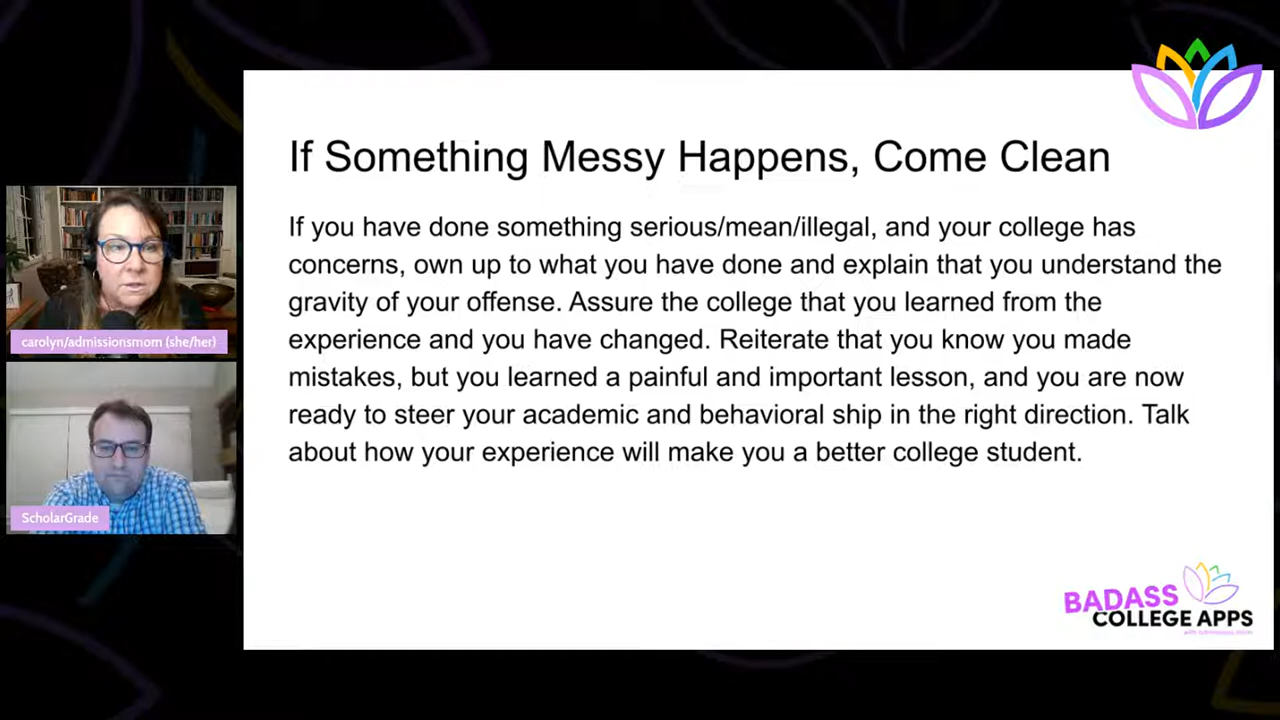 If Something Messy Happens, Come Clean
If you have done something serious/mean/illegal, and your college has
concerns, own up to what you have done and explain that you understand the
gravity of your offense. Assure the college that you learned from the
experience and you have changed. Reiterate that you know you made
mistakes, but you learned a painful and important lesson, and you are now
ready to steer your academic and behavioral ship in the right direction. Talk
about how your experience will make you a better college student.
carolyn/admissionsmom (she/her)
ScholarGrade
BADASS
COLLEGE APPS